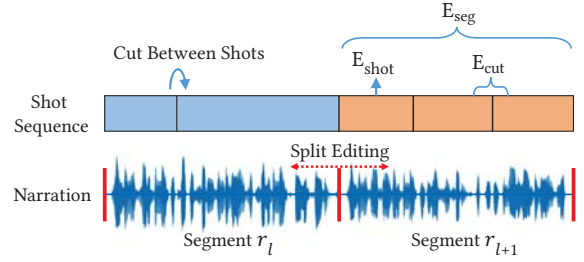 E_seg
Cut Between Shots
E_shot
E_cut
Shot
Sequence
Split Editing
Narration
Segment r_l
Segment r_{l+1}